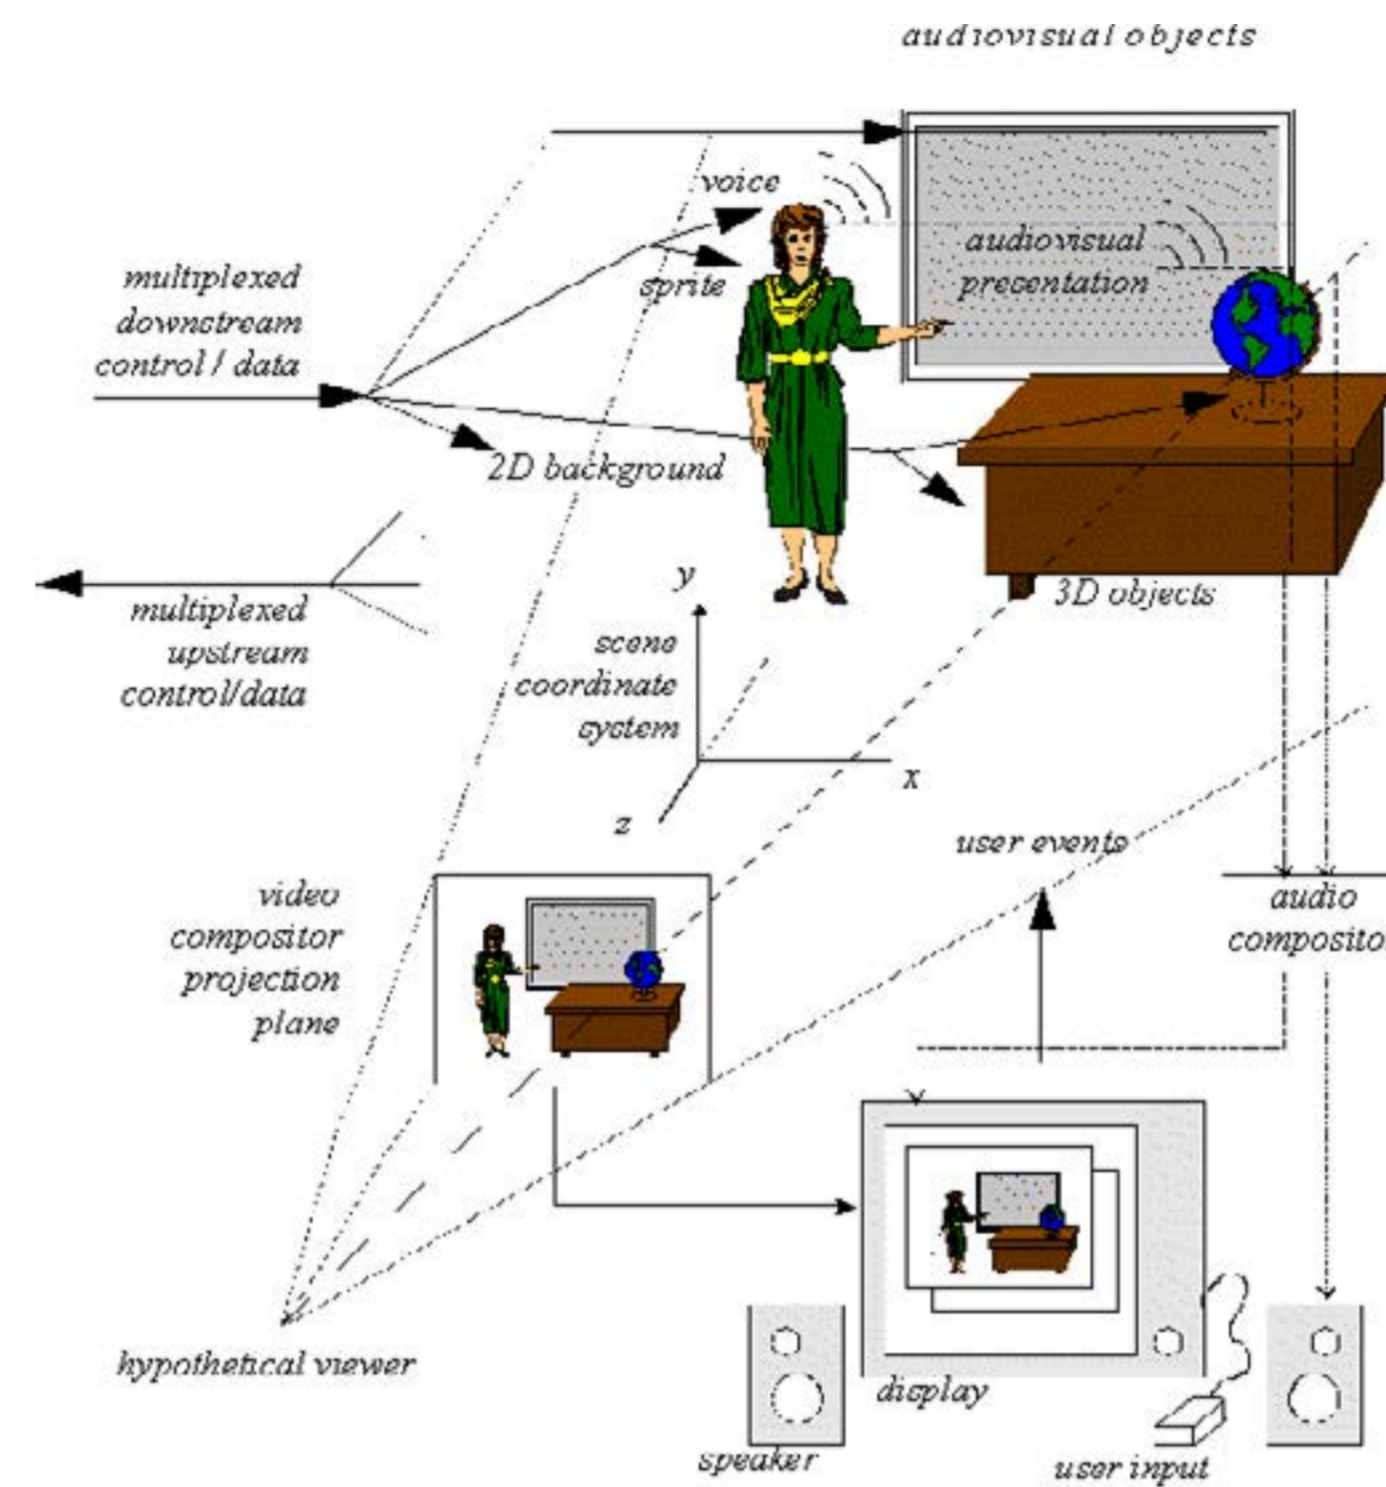 audiovisual objects
voice
sprite
audiovisual
presentation
multiplexed
downstream
control / data
2D background
multiplexed
upstream
control/data
3D objects
y
scene
coordinate
system
x
z
user events
video
compositor
projection
plane
audio
composito
hypothetical viewer
display
speaker
user input